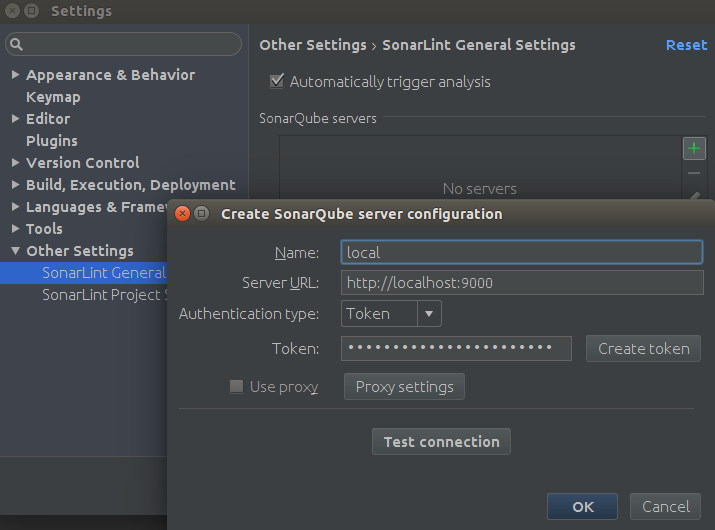 Settings
Other Settings › SonarLint General Settings
Reset
Appearance & Behavior
Keymap
Editor
Plugins
Version Control
Build, Execution, Deployment
Languages & Framew
Tools
Other Settings
SonarLint General
SonarLint Project S
Automatically trigger analysis
SonarQube servers
No servers
Create SonarQube server configuration
Name: local
Server URL: http://localhost:9000
Authentication type: Token
Token: ••••••••••••••••••••••• Create token
Use proxy Proxy settings
Test connection
OK Cancel